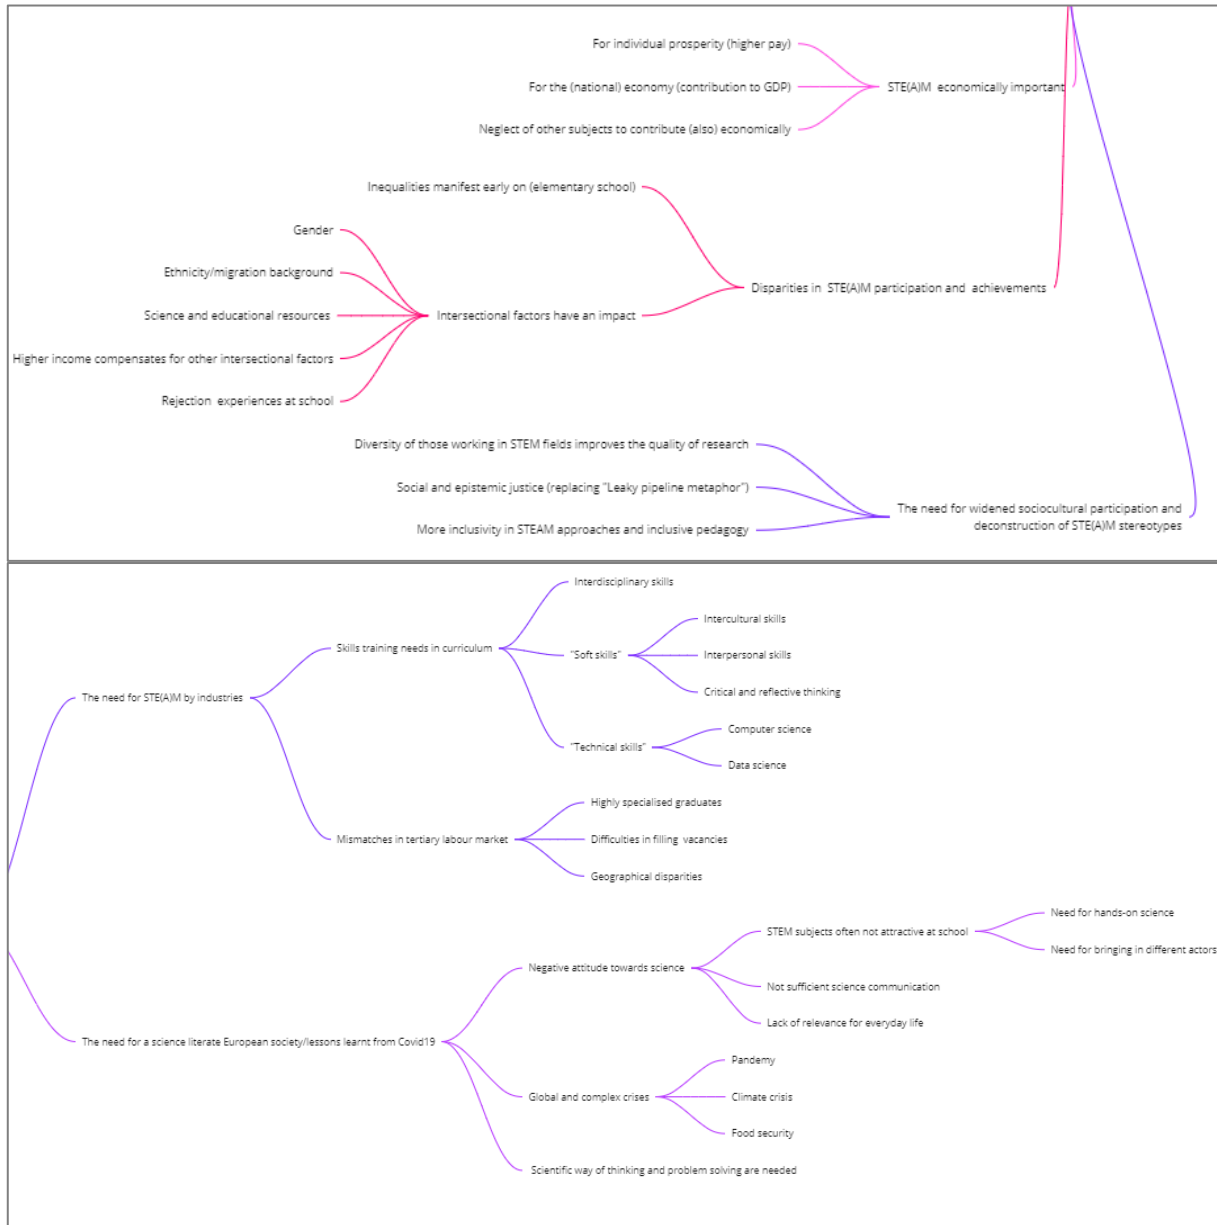 For individual prosperity (higher pay)
For the (national) economy (contribution to GDP)
STE(A)M economically important
Neglect of other subjects to contribute (also) economically
Inequalities manifest early on (elementary school)
Gender
Ethnicity/migration background
Disparities in STE(A)M participation and achievements
Science and educational resources
Intersectional factors have an impact
Higher income compensates for other intersectional factors
Rejection experiences at school
Diversity of those working in STEM fields improves the quality of research
Social and epistemic justice (replacing "Leaky pipeline metaphor")
The need for widened sociocultural participation and
deconstruction of STE(A)M stereotypes
More inclusivity in STEAM approaches and inclusive pedagogy
Interdisciplinary skills
Intercultural skills
Skills training needs in curriculum
"Soft skills"
Interpersonal skills
Critical and reflective thinking
The need for STE(A)M by industries
Computer science
"Technical skills"
Data science
Highly specialised graduates
Mismatches in tertiary labour market
Difficulties in filling vacancies
Geographical disparities
Need for hands-on science
STEM subjects often not attractive at school
Need for bringing in different actors
Negative attitude towards science
Not sufficient science communication
Lack of relevance for everyday life
The need for a science literate European society/lessons learnt from Covid19
Pandemy
Global and complex crises
Climate crisis
Food security
Scientific way of thinking and problem solving are needed